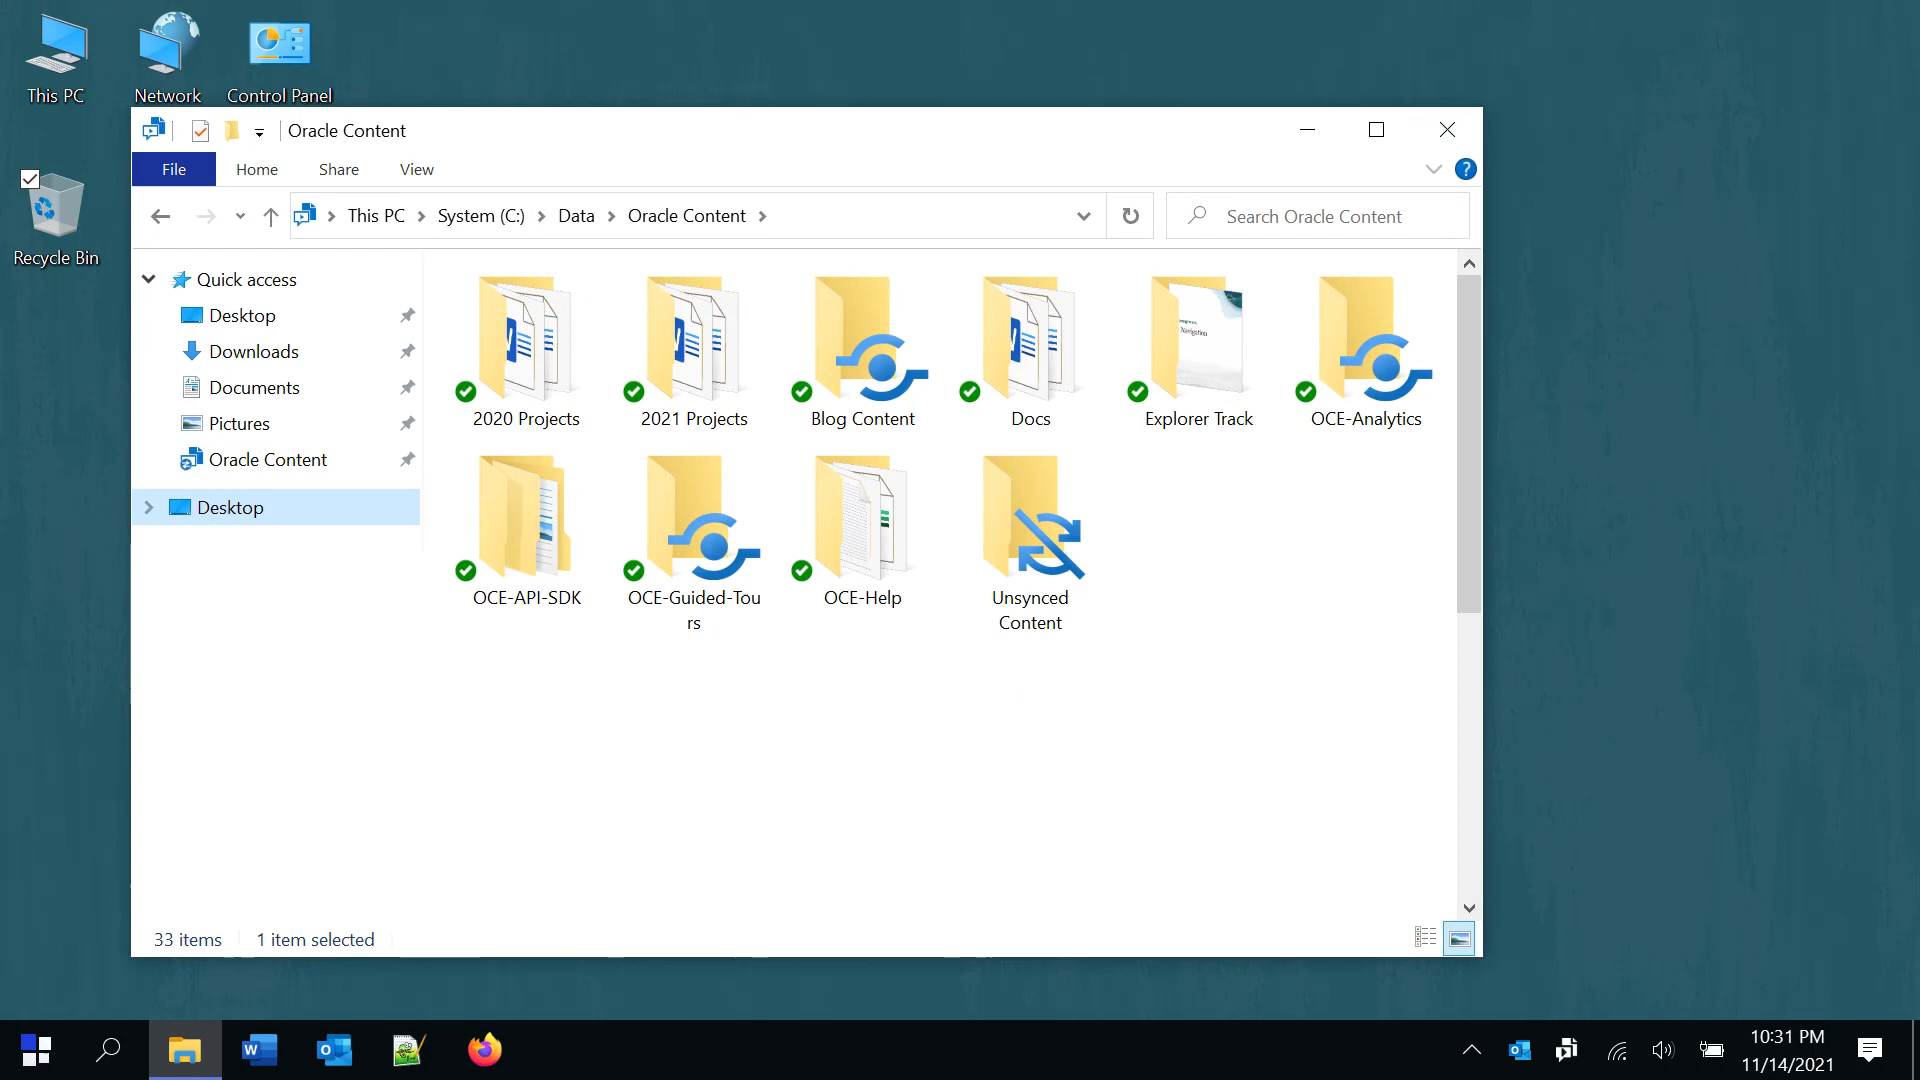 This PC
Network
Control Panel
Recycle Bin
Oracle Content
File
Home
Share
View
?
This PC
System (C:)
Data
Oracle Content
Search Oracle Content
Quick access
Desktop
Downloads
Documents
Pictures
Oracle Content
Desktop
2020 Projects
2021 Projects
Blog Content
Docs
Navigation
Explorer Track
OCE-Analytics
OCE-API-SDK
OCE-Guided-Tou
rs
OCE-Help
Unsynced
Content
33 items
1 item selected
W
O
O
10:31 PM
11/14/2021